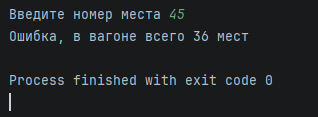 Введите номер места 45
Ошибка, в вагоне всего 36 мест
Process finished with exit code 0